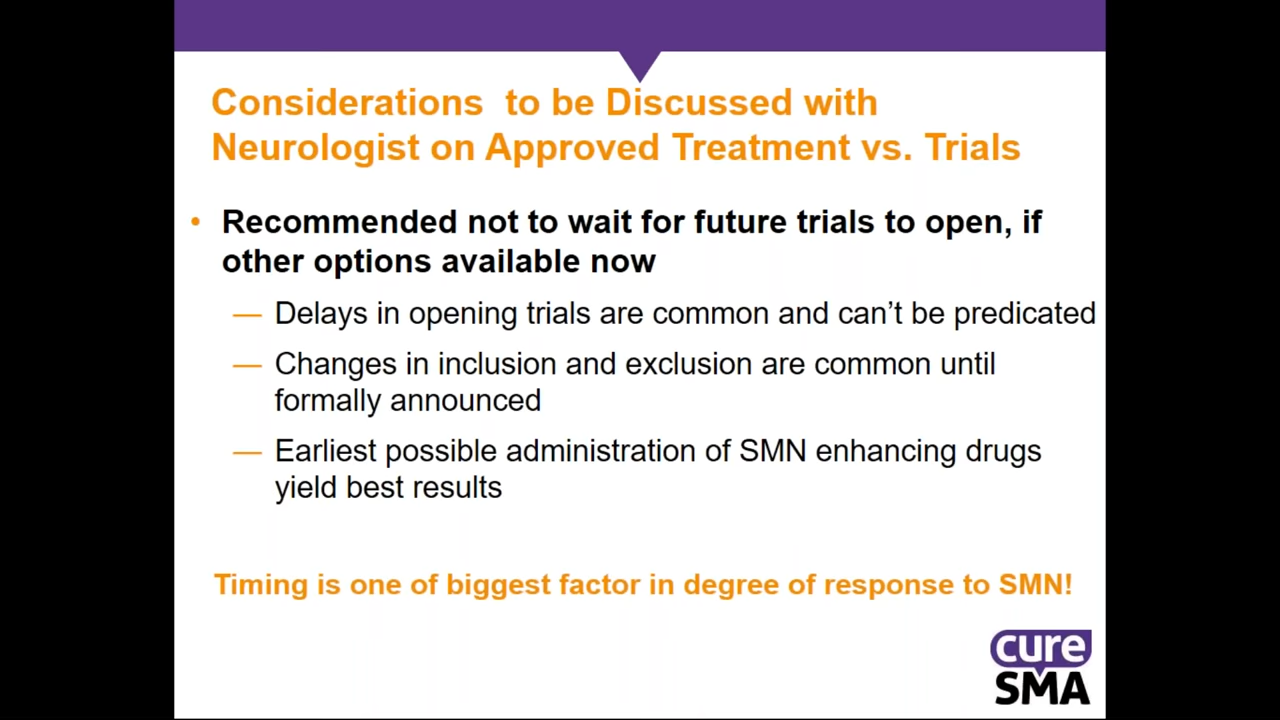 Considerations  to be Discussed with
Neurologist on Approved Treatment vs. Trials
• Recommended not to wait for future trials to open, if
other options available now
— Delays in opening trials are common and can’t be predicated
— Changes in inclusion and exclusion are common until
formally announced
— Earliest possible administration of SMN enhancing drugs
yield best results
Timing is one of biggest factor in degree of response to SMN!
cure
SMA